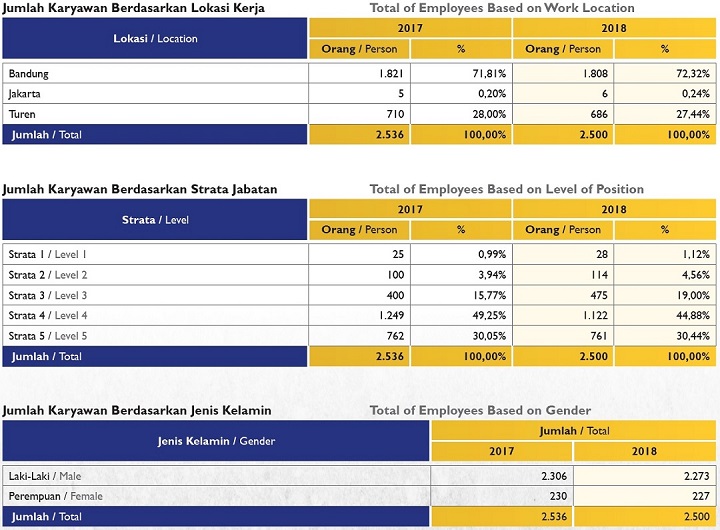 Jumlah Karyawan Berdasarkan Lokasi Kerja Total of Employees Based on Work Location
Lokasi / Location 2017 2018
Orang / Person % Orang / Person %
Bandung 1.821 71,81% 1.808 72,32%
Jakarta 5 0,20% 6 0,24%
Turen 710 28,00% 686 27,44%
Jumlah / Total 2.536 100,00% 2.500 100,00%
Jumlah Karyawan Berdasarkan Strata Jabatan Total of Employees Based on Level of Position
Strata / Level 2017 2018
Orang / Person % Orang / Person %
Strata 1 / Level 1 25 0,99% 28 1,12%
Strata 2 / Level 2 100 3,94% 114 4,56%
Strata 3 / Level 3 400 15,77% 475 19,00%
Strata 4 / Level 4 1.249 49,25% 1.122 44,88%
Strata 5 / Level 5 762 30,05% 761 30,44%
Jumlah / Total 2.536 100,00% 2.500 100,00%
Jumlah Karyawan Berdasarkan Jenis Kelamin Total of Employees Based on Gender
Jenis Kelamin / Gender Jumlah / Total
2017 2018
Laki-Laki / Male 2.306 2.273
Perempuan / Female 230 227
Jumlah / Total 2.536 2.500